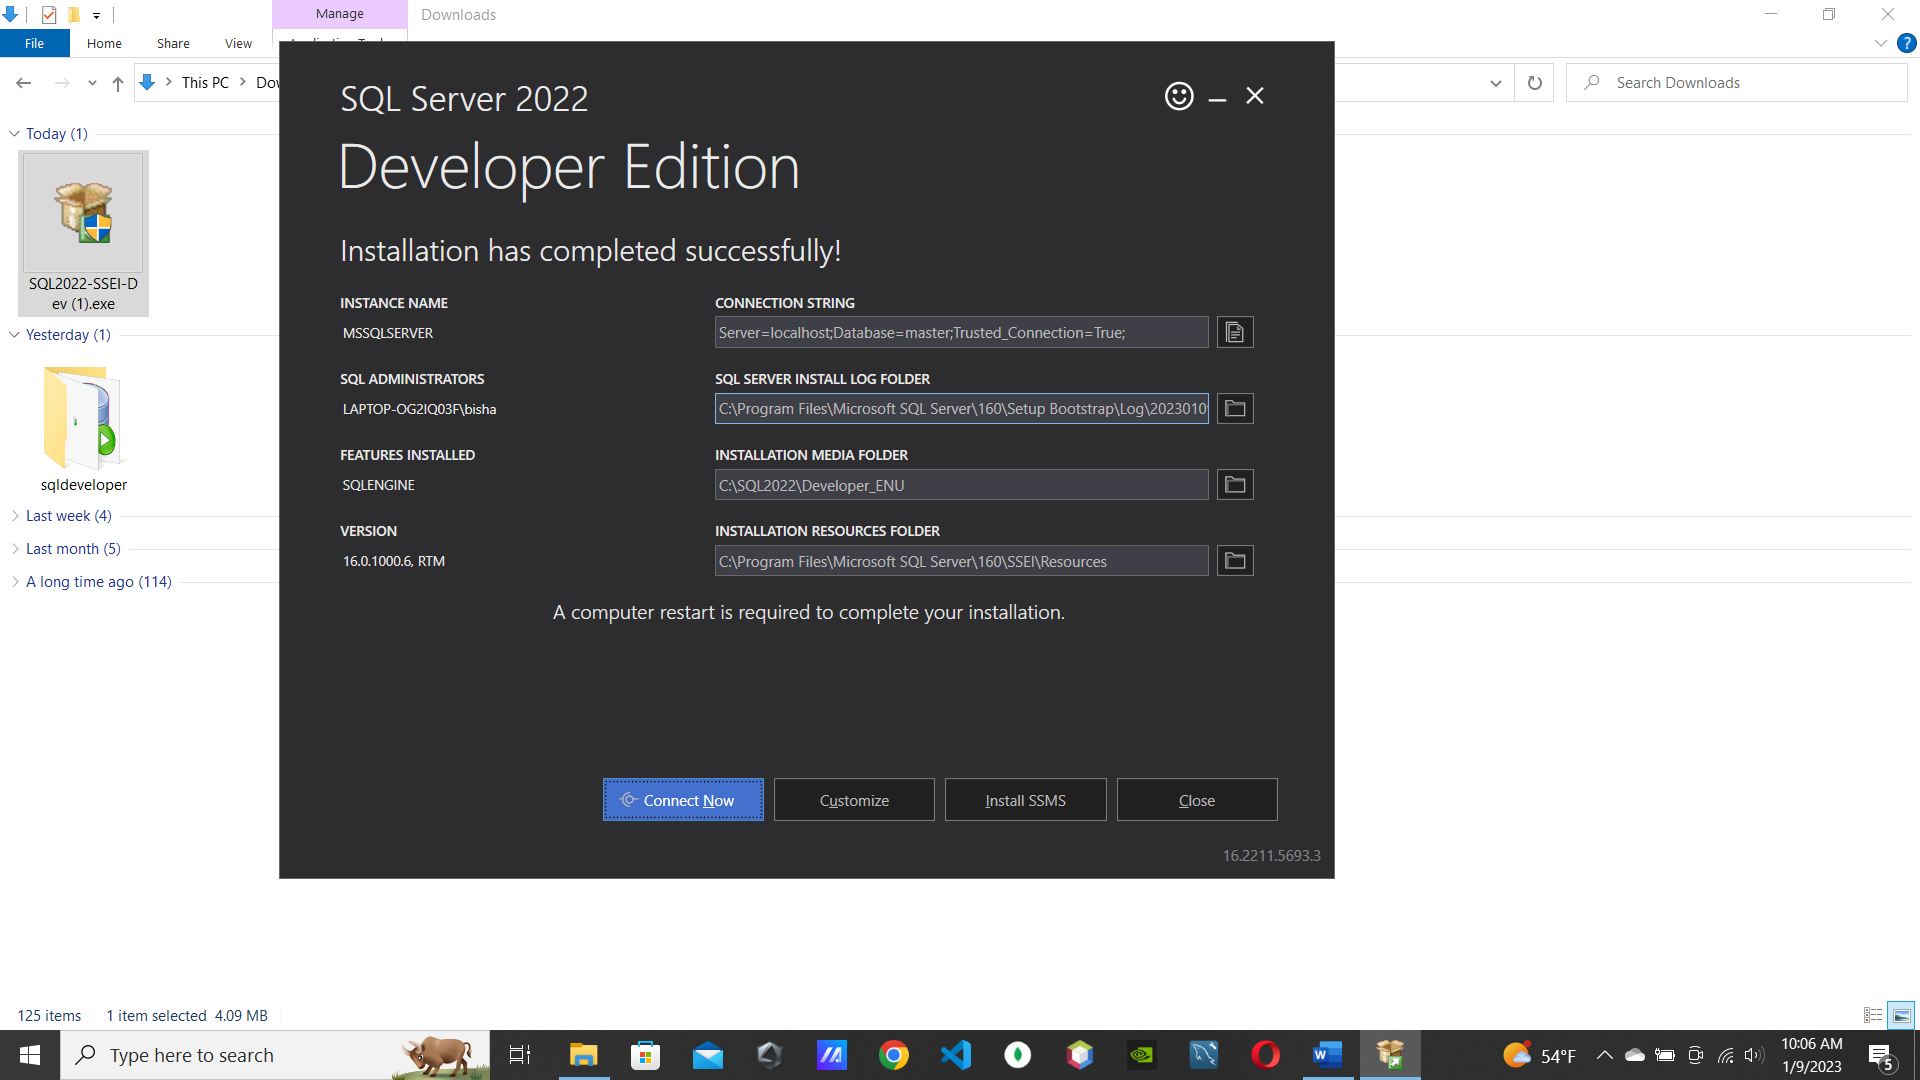 Manage
Downloads
File
Home
Share
View
This PC
Search Downloads
Today (1)
SQL2022-SSEI-D
ev (1).exe
Yesterday (1)
sqldeveloper
Last week (4)
Last month (5)
A long time ago (114)
SQL Server 2022
Developer Edition
Installation has completed successfully!
INSTANCE NAME
MSSQLSERVER
CONNECTION STRING
Server=localhost;Database=master;Trusted_Connection=True;
SQL ADMINISTRATORS
LAPTOP-OG2IQ03F\bisha
SQL SERVER INSTALL LOG FOLDER
C:\Program Files\Microsoft SQL Server\160\Setup Bootstrap\Log\2023010
FEATURES INSTALLED
SQLENGINE
INSTALLATION MEDIA FOLDER
C:\SQL2022\Developer_ENU
VERSION
16.0.1000.6, RTM
INSTALLATION RESOURCES FOLDER
C:\Program Files\Microsoft SQL Server\160\SSEI\Resources
A computer restart is required to complete your installation.
Connect Now
Customize
Install SSMS
Close
16.2211.5693.3
125 items
1 item selected 4.09 MB
Type here to search
54°F
10:06 AM
1/9/2023
5